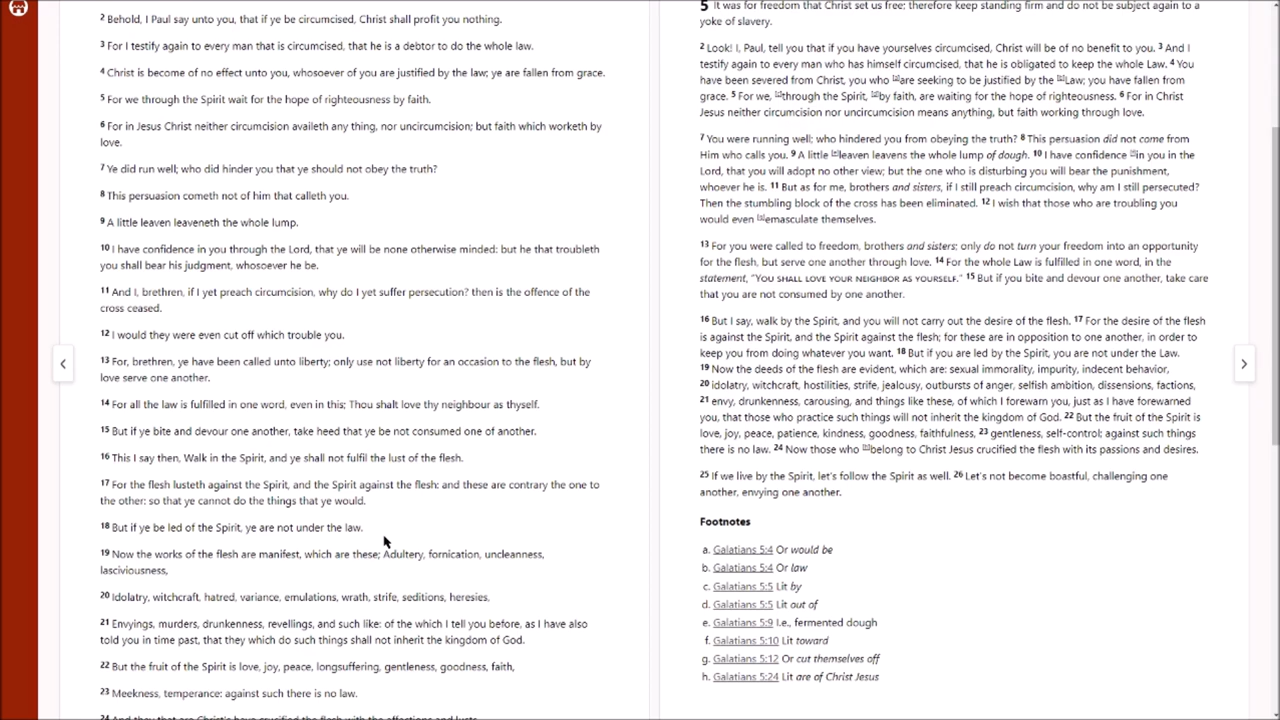 2 Behold, I Paul say unto you, that if ye be circumcised, Christ shall profit you nothing.
3 For I testify again to every man that is circumcised, that he is a debtor to do the whole law.
4 Christ is become of no effect unto you, whosoever of you are justified by the law; ye are fallen from grace.
5 For we through the Spirit wait for the hope of righteousness by faith.
6 For in Jesus Christ neither circumcision availeth any thing, nor uncircumcision; but faith which worketh by
love.
7 Ye did run well; who did hinder you that ye should not obey the truth?
8 This persuasion cometh not of him that calleth you.
9 A little leaven leaveneth the whole lump.
10 I have confidence in you through the Lord, that ye will be none otherwise minded: but he that troubleth
you shall bear his judgment, whosoever he be.
11 And I, brethren, if I yet preach circumcision, why do I yet suffer persecution? then is the offence of the
cross ceased.
12 I would they were even cut off which trouble you.
13 For, brethren, ye have been called unto liberty; only use not liberty for an occasion to the flesh, but by
love serve one another.
14 For all the law is fulfilled in one word, even in this; Thou shalt love thy neighbour as thyself.
15 But if ye bite and devour one another, take heed that ye be not consumed one of another.
16 This I say then, Walk in the Spirit, and ye shall not fulfil the lust of the flesh.
17 For the flesh lusteth against the Spirit, and the Spirit against the flesh: and these are contrary the one to
the other: so that ye cannot do the things that ye would.
18 But if ye be led of the Spirit, ye are not under the law.
19 Now the works of the flesh are manifest, which are these; Adultery, fornication, uncleanness,
lasciviousness,
20 Idolatry, witchcraft, hatred, variance, emulations, wrath, strife, seditions, heresies,
21 Envyings, murders, drunkenness, revellings, and such like: of the which I tell you before, as I have also
told you in time past, that they which do such things shall not inherit the kingdom of God.
22 But the fruit of the Spirit is love, joy, peace, longsuffering, gentleness, goodness, faith,
23 Meekness, temperance: against such there is no law.
24 And they that are Christ's have crucified the flesh with the affections and lusts.
5 It was for freedom that Christ set us free; therefore keep standing firm and do not be subject again to a
yoke of slavery.
2 Look! I, Paul, tell you that if you have yourselves circumcised, Christ will be of no benefit to you. 3 And I
testify again to every man who has himself circumcised, that he is obligated to keep the whole Law. 4 You
have been severed from Christ, you who [a]are seeking to be justified by the [b]Law; you have fallen from
grace. 5 For we, [c]through the Spirit, [d]by faith, are waiting for the hope of righteousness. 6 For in Christ
Jesus neither circumcision nor uncircumcision means anything, but faith working through love.
7 You were running well; who hindered you from obeying the truth? 8 This persuasion did not come from
Him who calls you. 9 A little [e]leaven leavens the whole lump of dough. 10 I have confidence [f]in you in the
Lord, that you will adopt no other view; but the one who is disturbing you will bear the punishment,
whoever he is. 11 But as for me, brothers and sisters, if I still preach circumcision, why am I still persecuted?
Then the stumbling block of the cross has been eliminated. 12 I wish that those who are troubling you
would even [g]emasculate themselves.
13 For you were called to freedom, brothers and sisters; only do not turn your freedom into an opportunity
for the flesh, but serve one another through love. 14 For the whole Law is fulfilled in one word, in the
statement, “YOU SHALL LOVE YOUR NEIGHBOR AS YOURSELF.” 15 But if you bite and devour one another, take care
that you are not consumed by one another.
16 But I say, walk by the Spirit, and you will not carry out the desire of the flesh. 17 For the desire of the flesh
is against the Spirit, and the Spirit against the flesh; for these are in opposition to one another, in order to
keep you from doing whatever you want. 18 But if you are led by the Spirit, you are not under the Law.
19 Now the deeds of the flesh are evident, which are: sexual immorality, impurity, indecent behavior,
20 idolatry, witchcraft, hostilities, strife, jealousy, outbursts of anger, selfish ambition, dissensions, factions,
21 envy, drunkenness, carousing, and things like these, of which I forewarn you, just as I have forewarned
you, that those who practice such things will not inherit the kingdom of God. 22 But the fruit of the Spirit is
love, joy, peace, patience, kindness, goodness, faithfulness, 23 gentleness, self-control; against such things
there is no law. 24 Now those who [h]belong to Christ Jesus crucified the flesh with its passions and desires.
25 If we live by the Spirit, let’s follow the Spirit as well. 26 Let’s not become boastful, challenging one
another, envying one another.
Footnotes
a. Galatians 5:4 Or would be
b. Galatians 5:4 Or law
c. Galatians 5:5 Lit by
d. Galatians 5:5 Lit out of
e. Galatians 5:9 I.e., fermented dough
f. Galatians 5:10 Lit toward
g. Galatians 5:12 Or cut themselves off
h. Galatians 5:24 Lit are of Christ Jesus